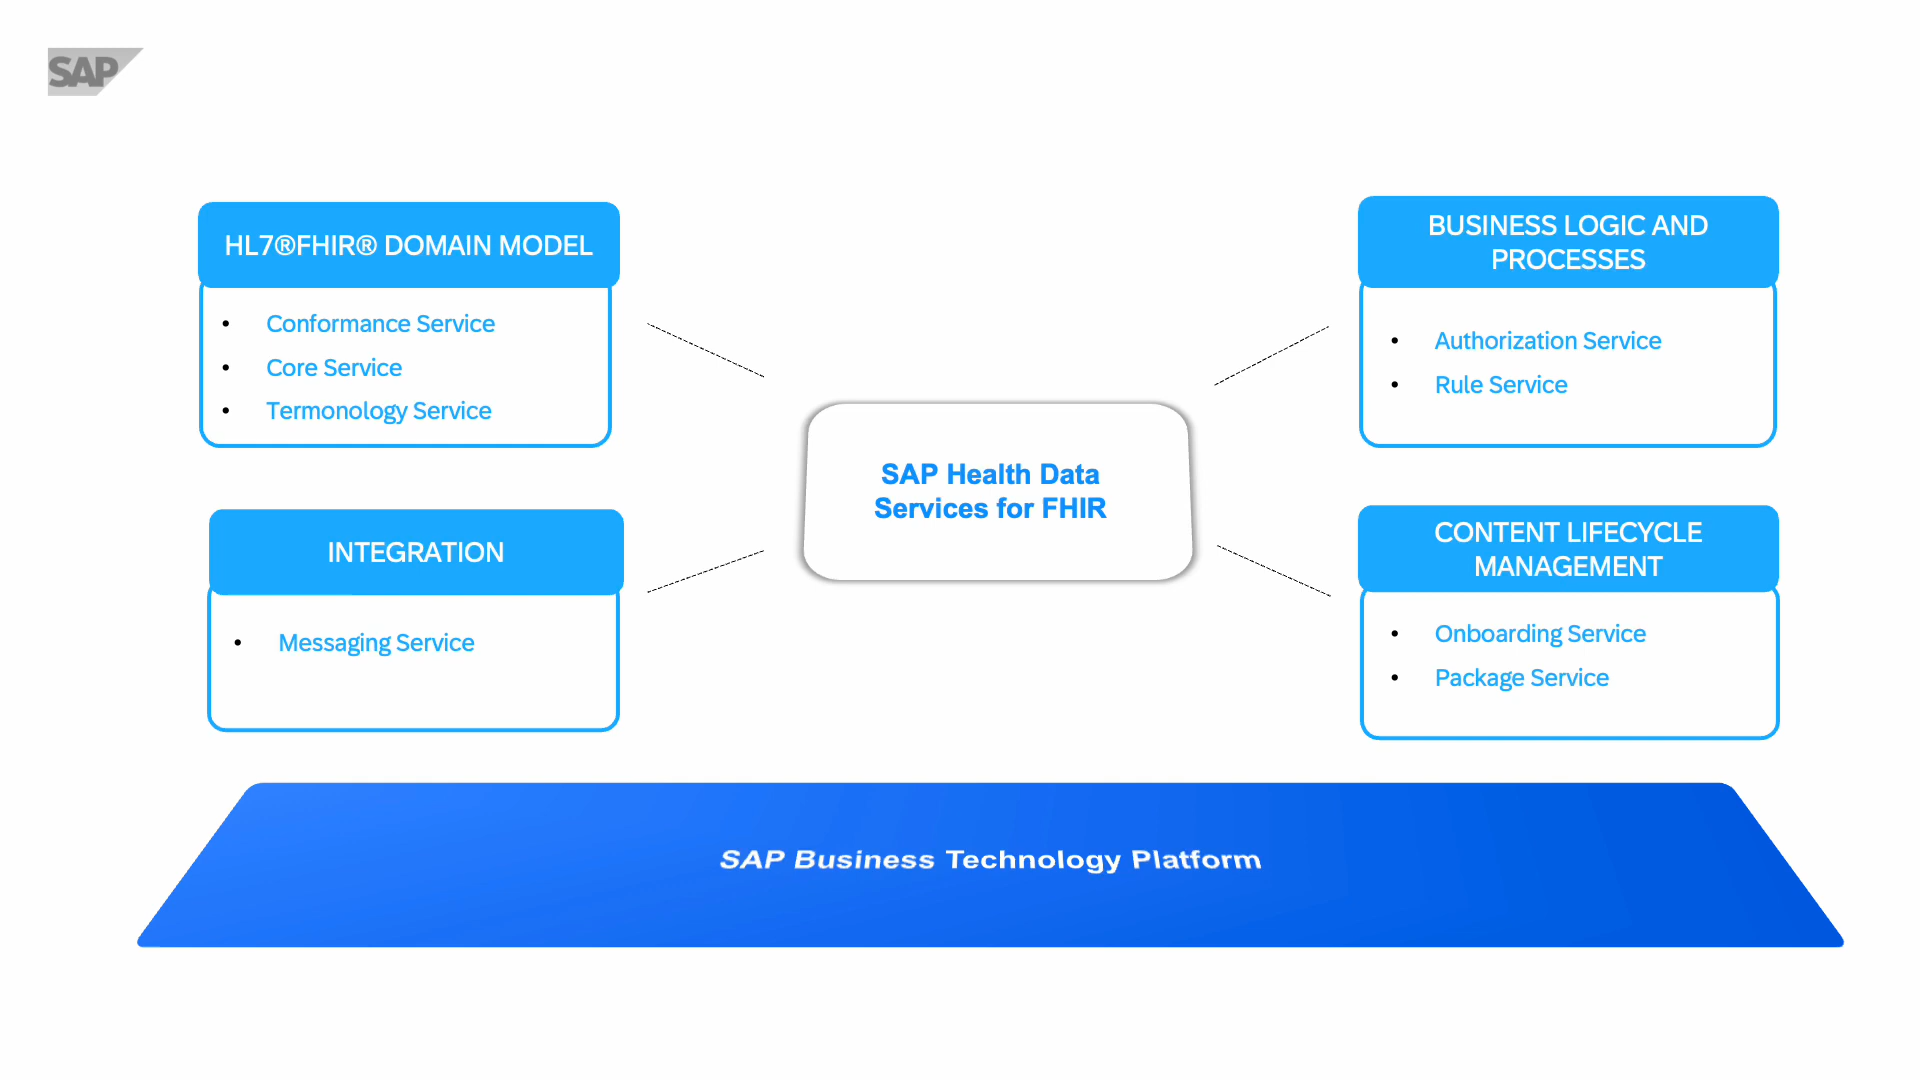 SAP
HL7®FHIR® DOMAIN MODEL
• Conformance Service
• Core Service
• Termonology Service
INTEGRATION
• Messaging Service
SAP Health Data
Services for FHIR
BUSINESS LOGIC AND
PROCESSES
• Authorization Service
• Rule Service
CONTENT LIFECYCLE
MANAGEMENT
• Onboarding Service
• Package Service
SAP Business Technology Platform